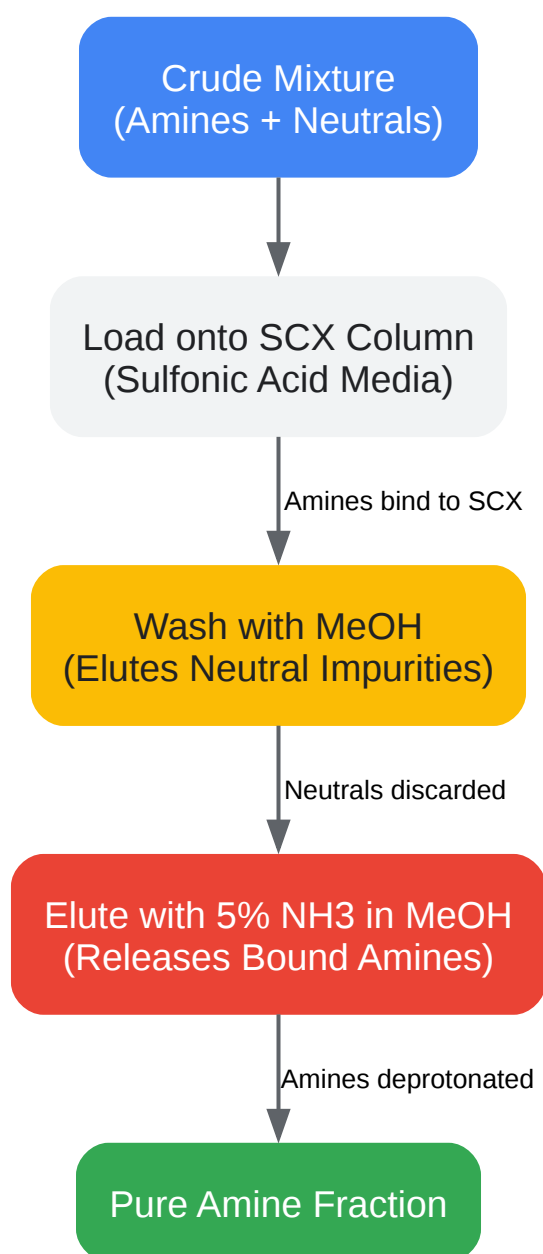 Crude Mixture
(Amines + Neutrals)
Load onto SCX Column
(Sulfonic Acid Media)
Amines bind to SCX
Wash with MeOH
(Elutes Neutral Impurities)
Neutrals discarded
Elute with 5% NH3 in MeOH
(Releases Bound Amines)
Amines deprotonated
Pure Amine Fraction